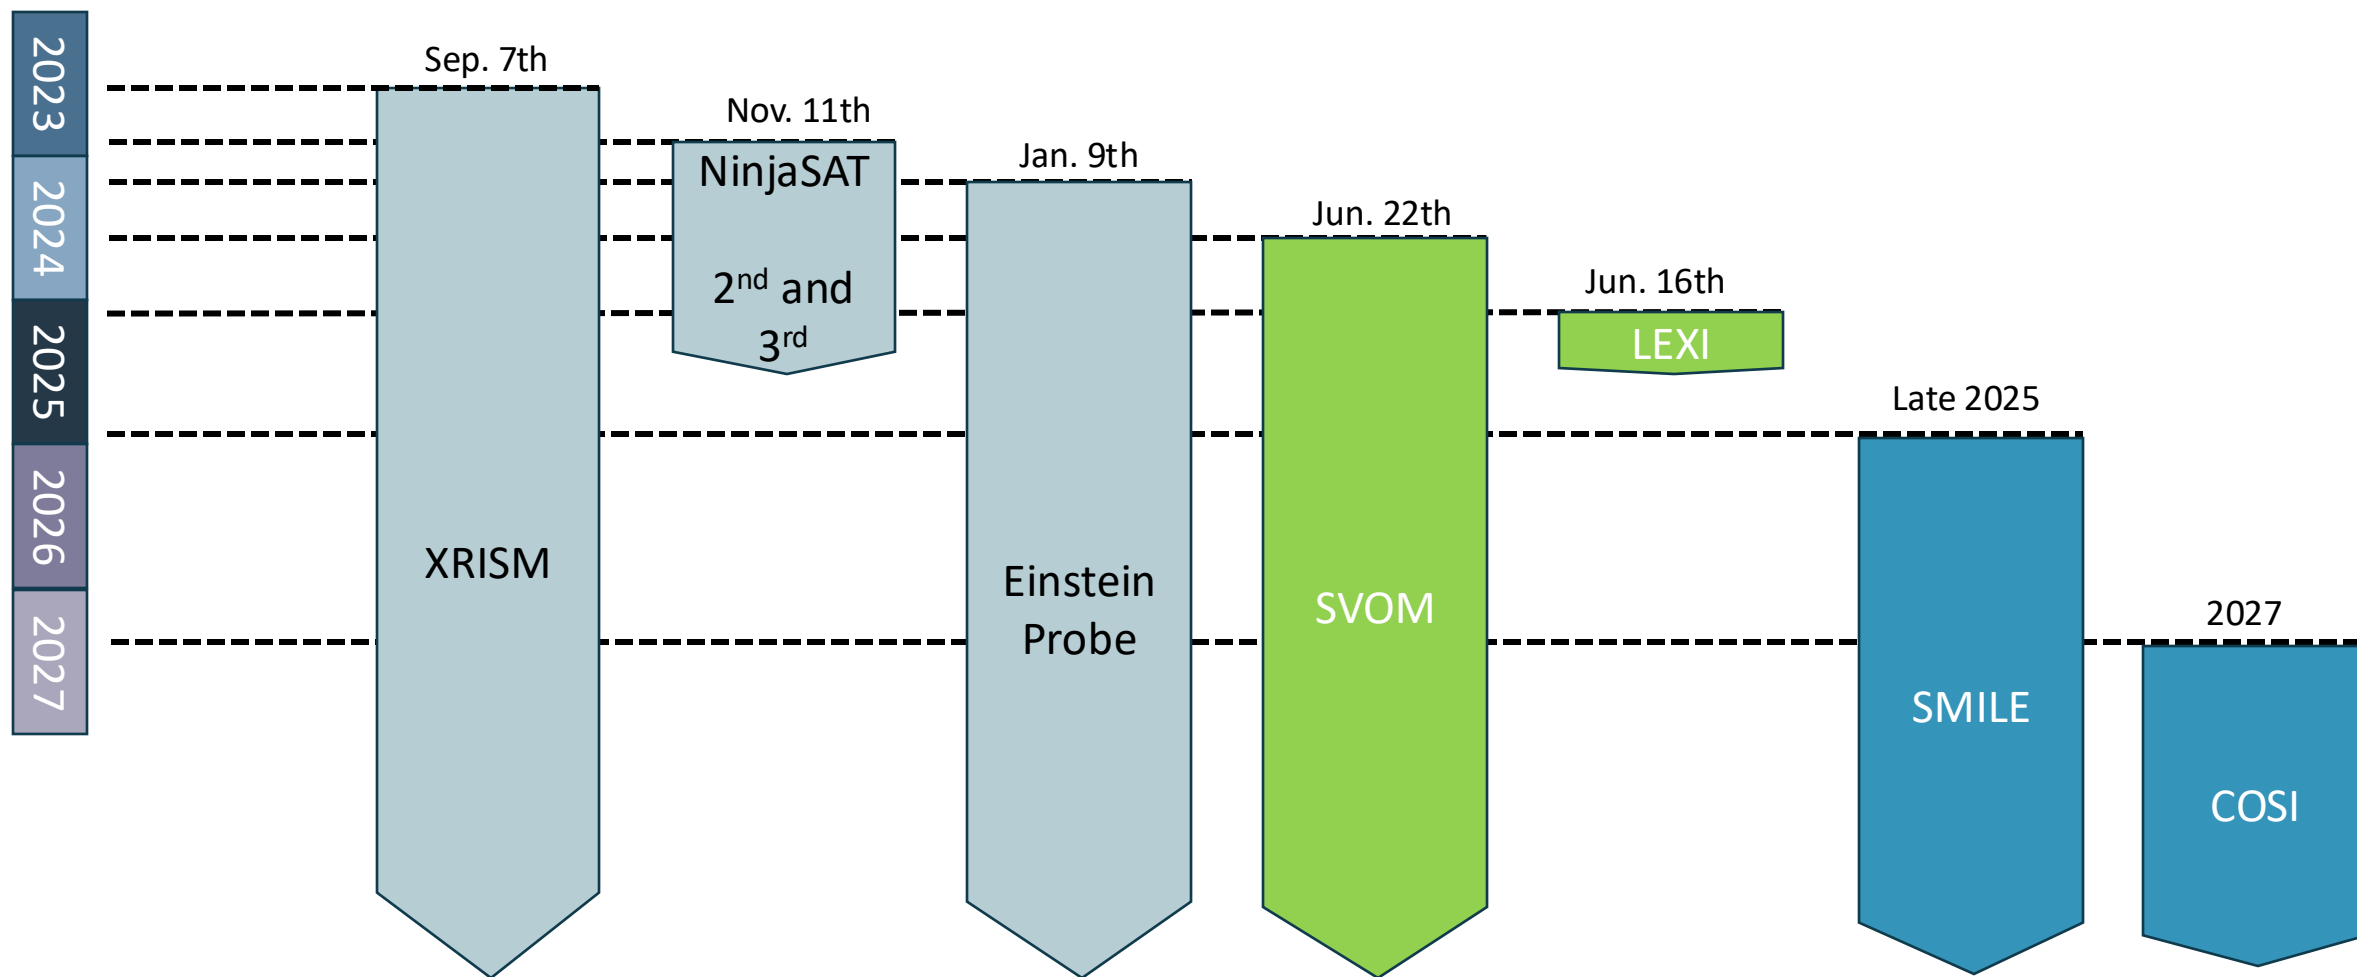 2023
2024
2025
2026
2027
Sep. 7th
XRISM
Nov. 11th
NinjaSAT
2nd and
3rd
Jan. 9th
Einstein
Probe
Jun. 22th
SVOM
Jun. 16th
LEXI
Late 2025
SMILE
2027
COSI